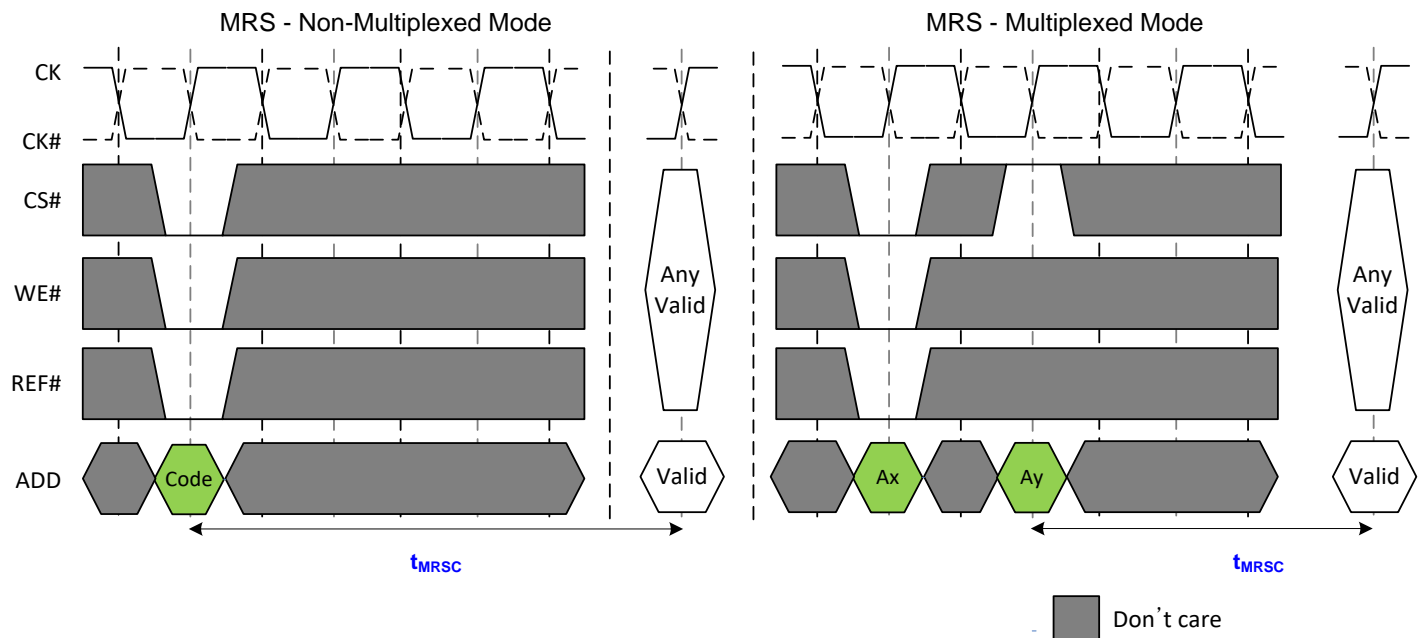 MRS - Non-Multiplexed Mode
MRS - Multiplexed Mode
CK
CK#
CS#
WE#
REF#
ADD
Any
Valid
Any
Valid
Code
Valid
Ax
Ay
Valid
tMRSC
tMRSC
Don't care